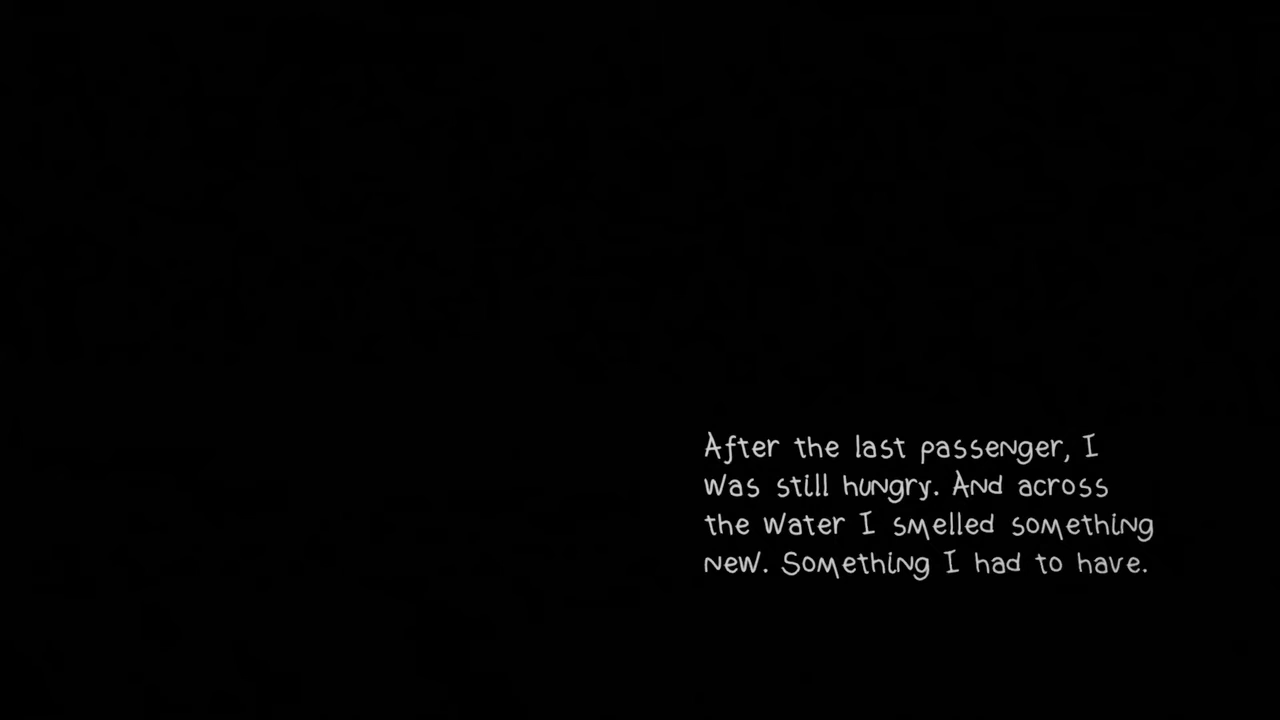 After the last passenger, I
was still hungry. And across
the water I smelled something
new. Something I had to have.